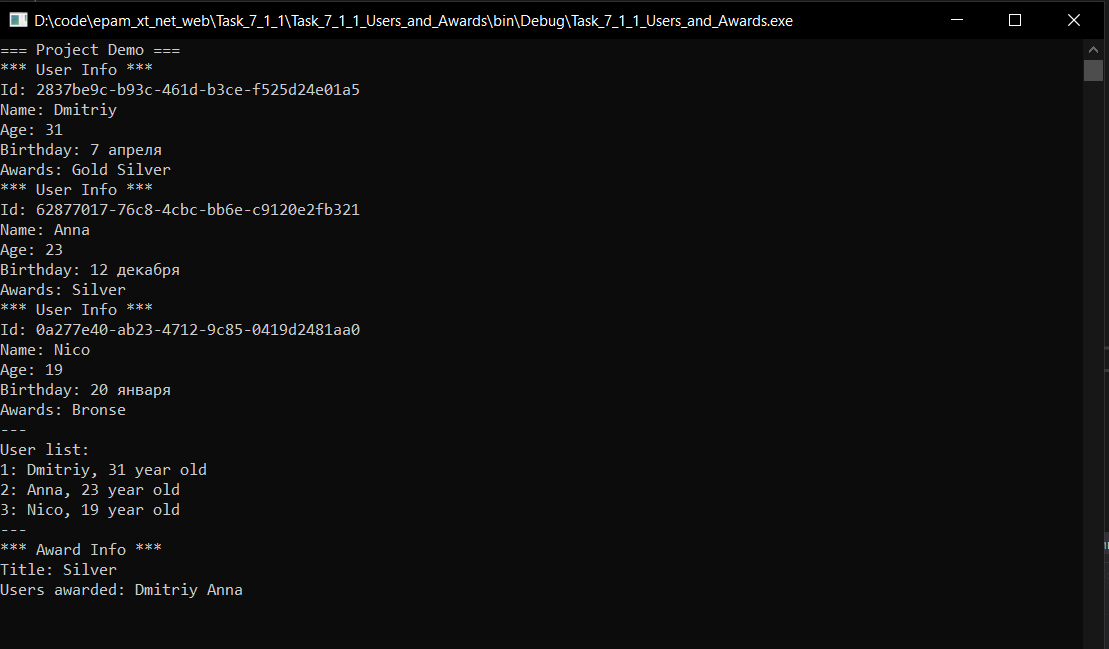 D:\code\epam_xt_net_web\Task_7_1_1\Task_7_1_1_Users_and_Awards\bin\Debug\Task_7_1_1_Users_and_Awards.exe
=== Project Demo ===
*** User Info ***
Id: 2837be9c-b93c-461d-b3ce-f525d24e01a5
Name: Dmitriy
Age: 31
Birthday: 7 апреля
Awards: Gold Silver
*** User Info ***
Id: 62877017-76c8-4cbc-bb6e-c9120e2fb321
Name: Anna
Age: 23
Birthday: 12 декабря
Awards: Silver
*** User Info ***
Id: 0a277e40-ab23-4712-9c85-0419d2481aa0
Name: Nico
Age: 19
Birthday: 20 января
Awards: Bronse
---
User list:
1: Dmitriy, 31 year old
2: Anna, 23 year old
3: Nico, 19 year old
---
*** Award Info ***
Title: Silver
Users awarded: Dmitriy Anna